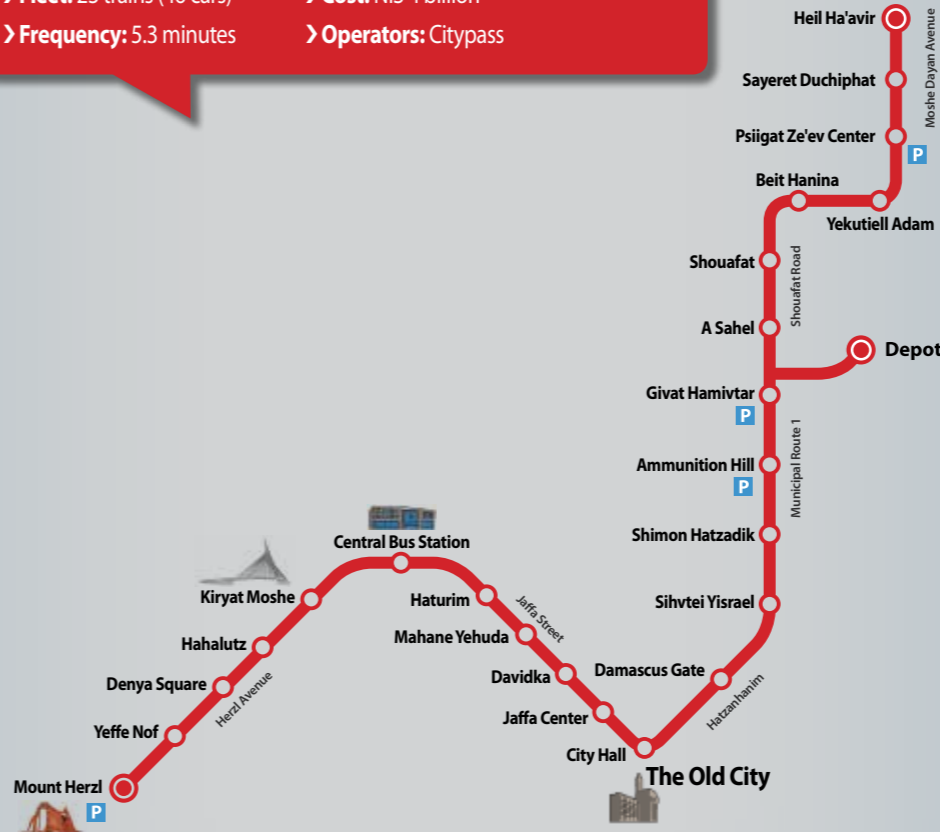 ❯ Frequency: 5.3 minutes
❯ Operators: Citypass
Heil Ha'avir
Moshe Dayan Avenue
Sayeret Duchiphat
Psiigat Ze'ev Center
P
Beit Hanina
Yekutiell Adam
Shouafat
Shouafat Road
A Sahel
Depot
Givat Hamivtar
P
Municipal Route 1
Ammunition Hill
P
Shimon Hatzadik
Central Bus Station
Kiryat Moshe
Haturim
Jaffa Street
Sihvtei Yisrael
Mahane Yehuda
Hahalutz
Davidka
Damascus Gate
Denya Square
Herzl Avenue
Hatzanhanim
Jaffa Center
Yeffe Nof
City Hall
The Old City
Mount Herzl
P